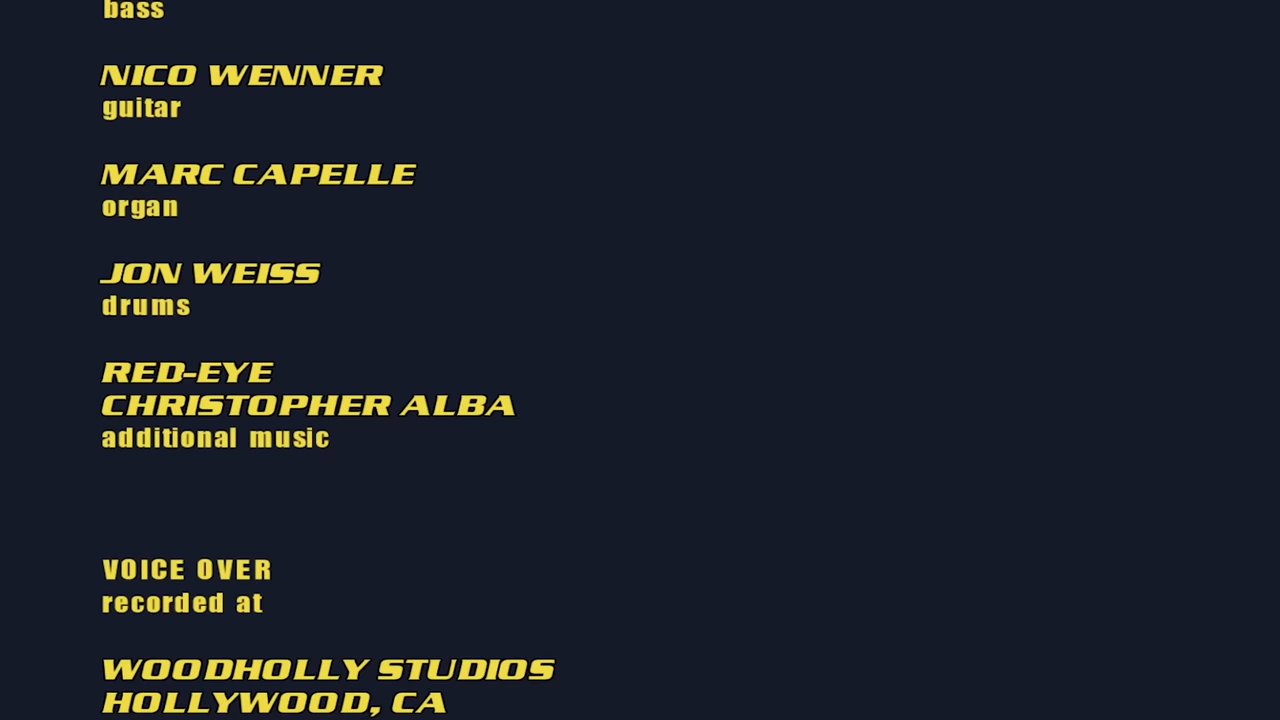 bass
NICO WENNER
guitar
MARC CAPELLE
organ
JON WEISS
drums
RED-EYE
CHRISTOPHER ALBA
additional music
VOICE OVER
recorded at
WOODHOLLY STUDIOS
HOLLYWOOD, CA